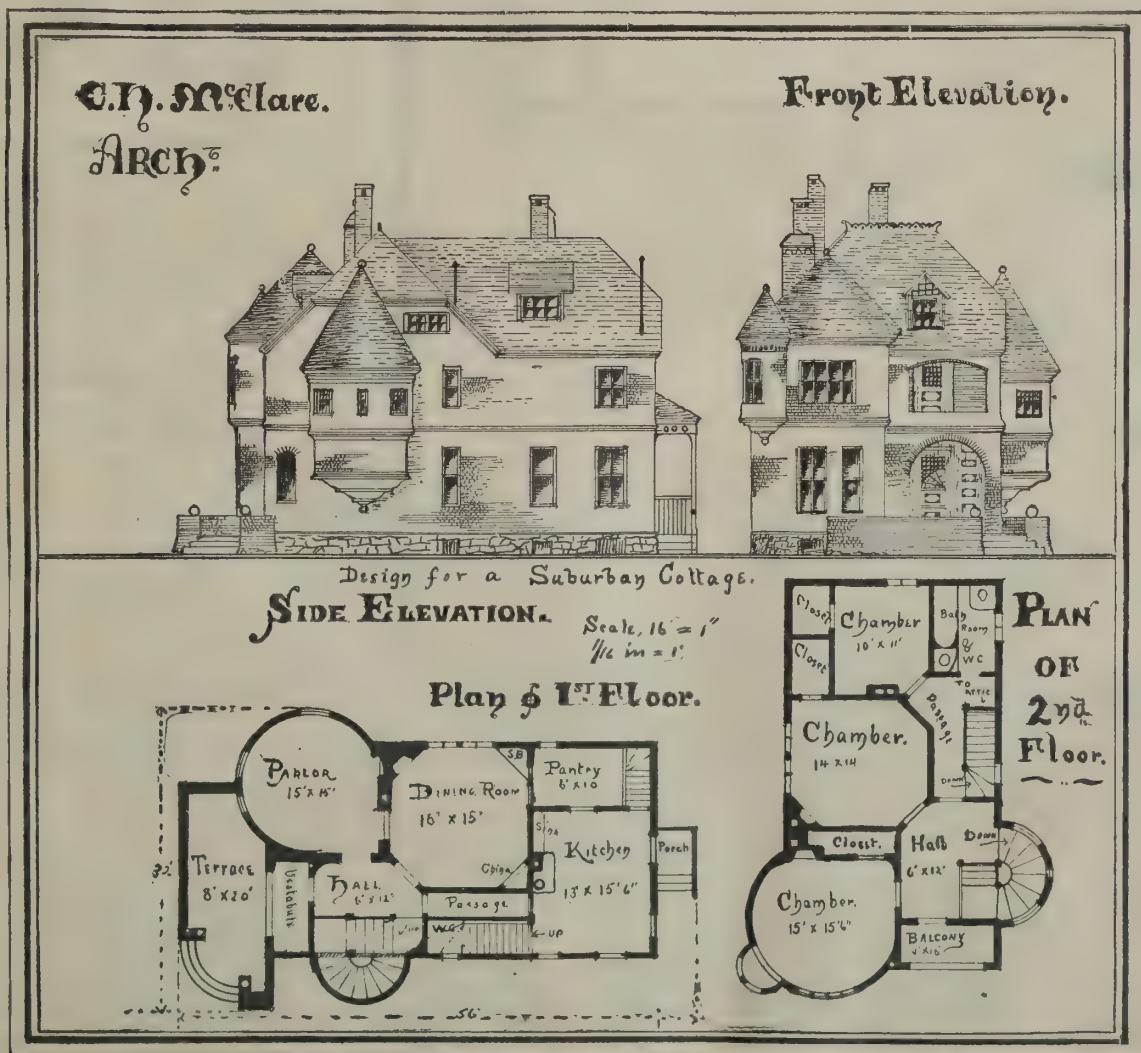 C.H. McClare.
ARCHT.
Front Elevation.
Design for a Suburban Cottage.
SIDE ELEVATION.
Scale, 16' = 1"
1/16 in = 1'
Plan of 1ST Floor.
PLAN
OF
2nd
Floor.
PARLOR
15' x 15'
DINING ROOM
16' x 15'
S.B
Pantry
6' x 10
Kitchen
13' x 15' 6"
Sink
Porch
China
TERRACE
8' x 20'
Vestabule
HALL
6' x 12'
Passage
W.C
UP
32'
56'
Closet
Closet
Chamber
10' x 11'
Bath
Room
&
WC
TO
ATTIC
Passage
Down
Chamber.
14 x 14
Closet.
Hall
6' x 12'
Down
Chamber.
15' x 15'6"
BALCONY